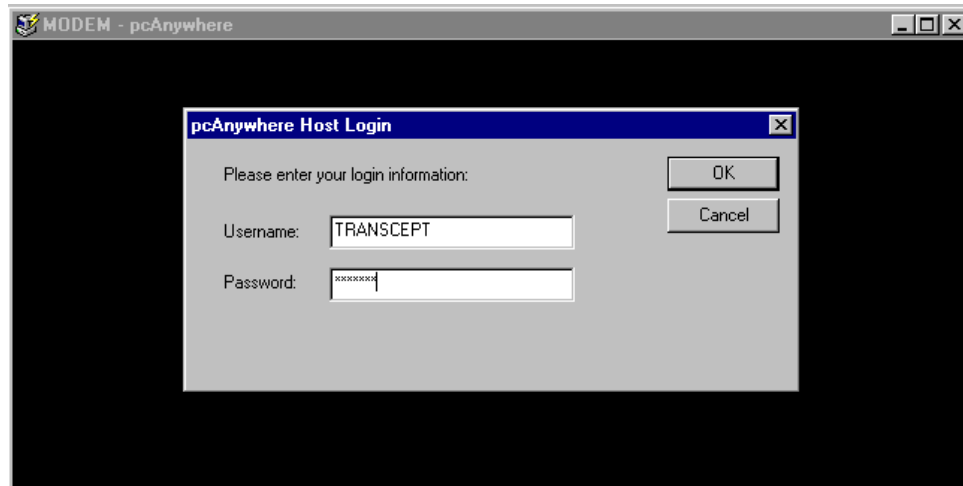 MODEM - pcAnywhere
pcAnywhere Host Login
Please enter your login information:
OK
Cancel
Username: TRANSCEPT
Password: *******